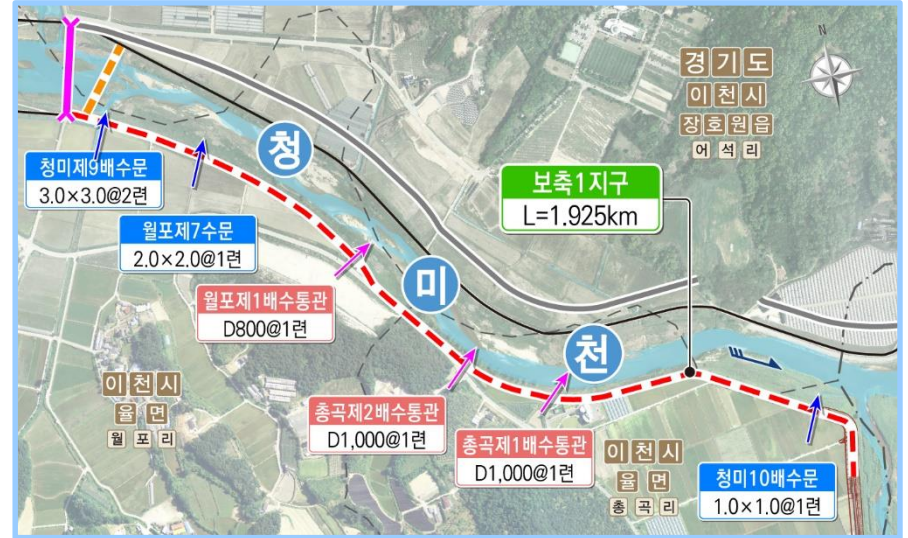 N
경기도
이천시
장호원읍
어석리
청
미
천
보축1지구
L=1.925km
청미제9배수문
3.0×3.0@2련
월포제7수문
2.0×2.0@1련
월포제1배수통관
D800@1련
이천시
율면
월포리
총곡제2배수통관
D1,000@1련
총곡제1배수통관
D1,000@1련
이천시
율면
총곡리
청미10배수문
1.0×1.0@1련